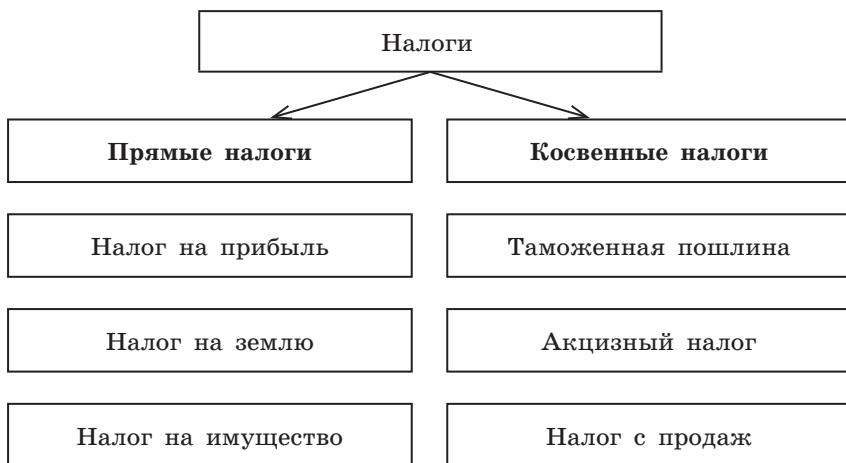 Налоги
Прямые налоги
Косвенные налоги
Налог на прибыль
Таможенная пошлина
Налог на землю
Акцизный налог
Налог на имущество
Налог с продаж